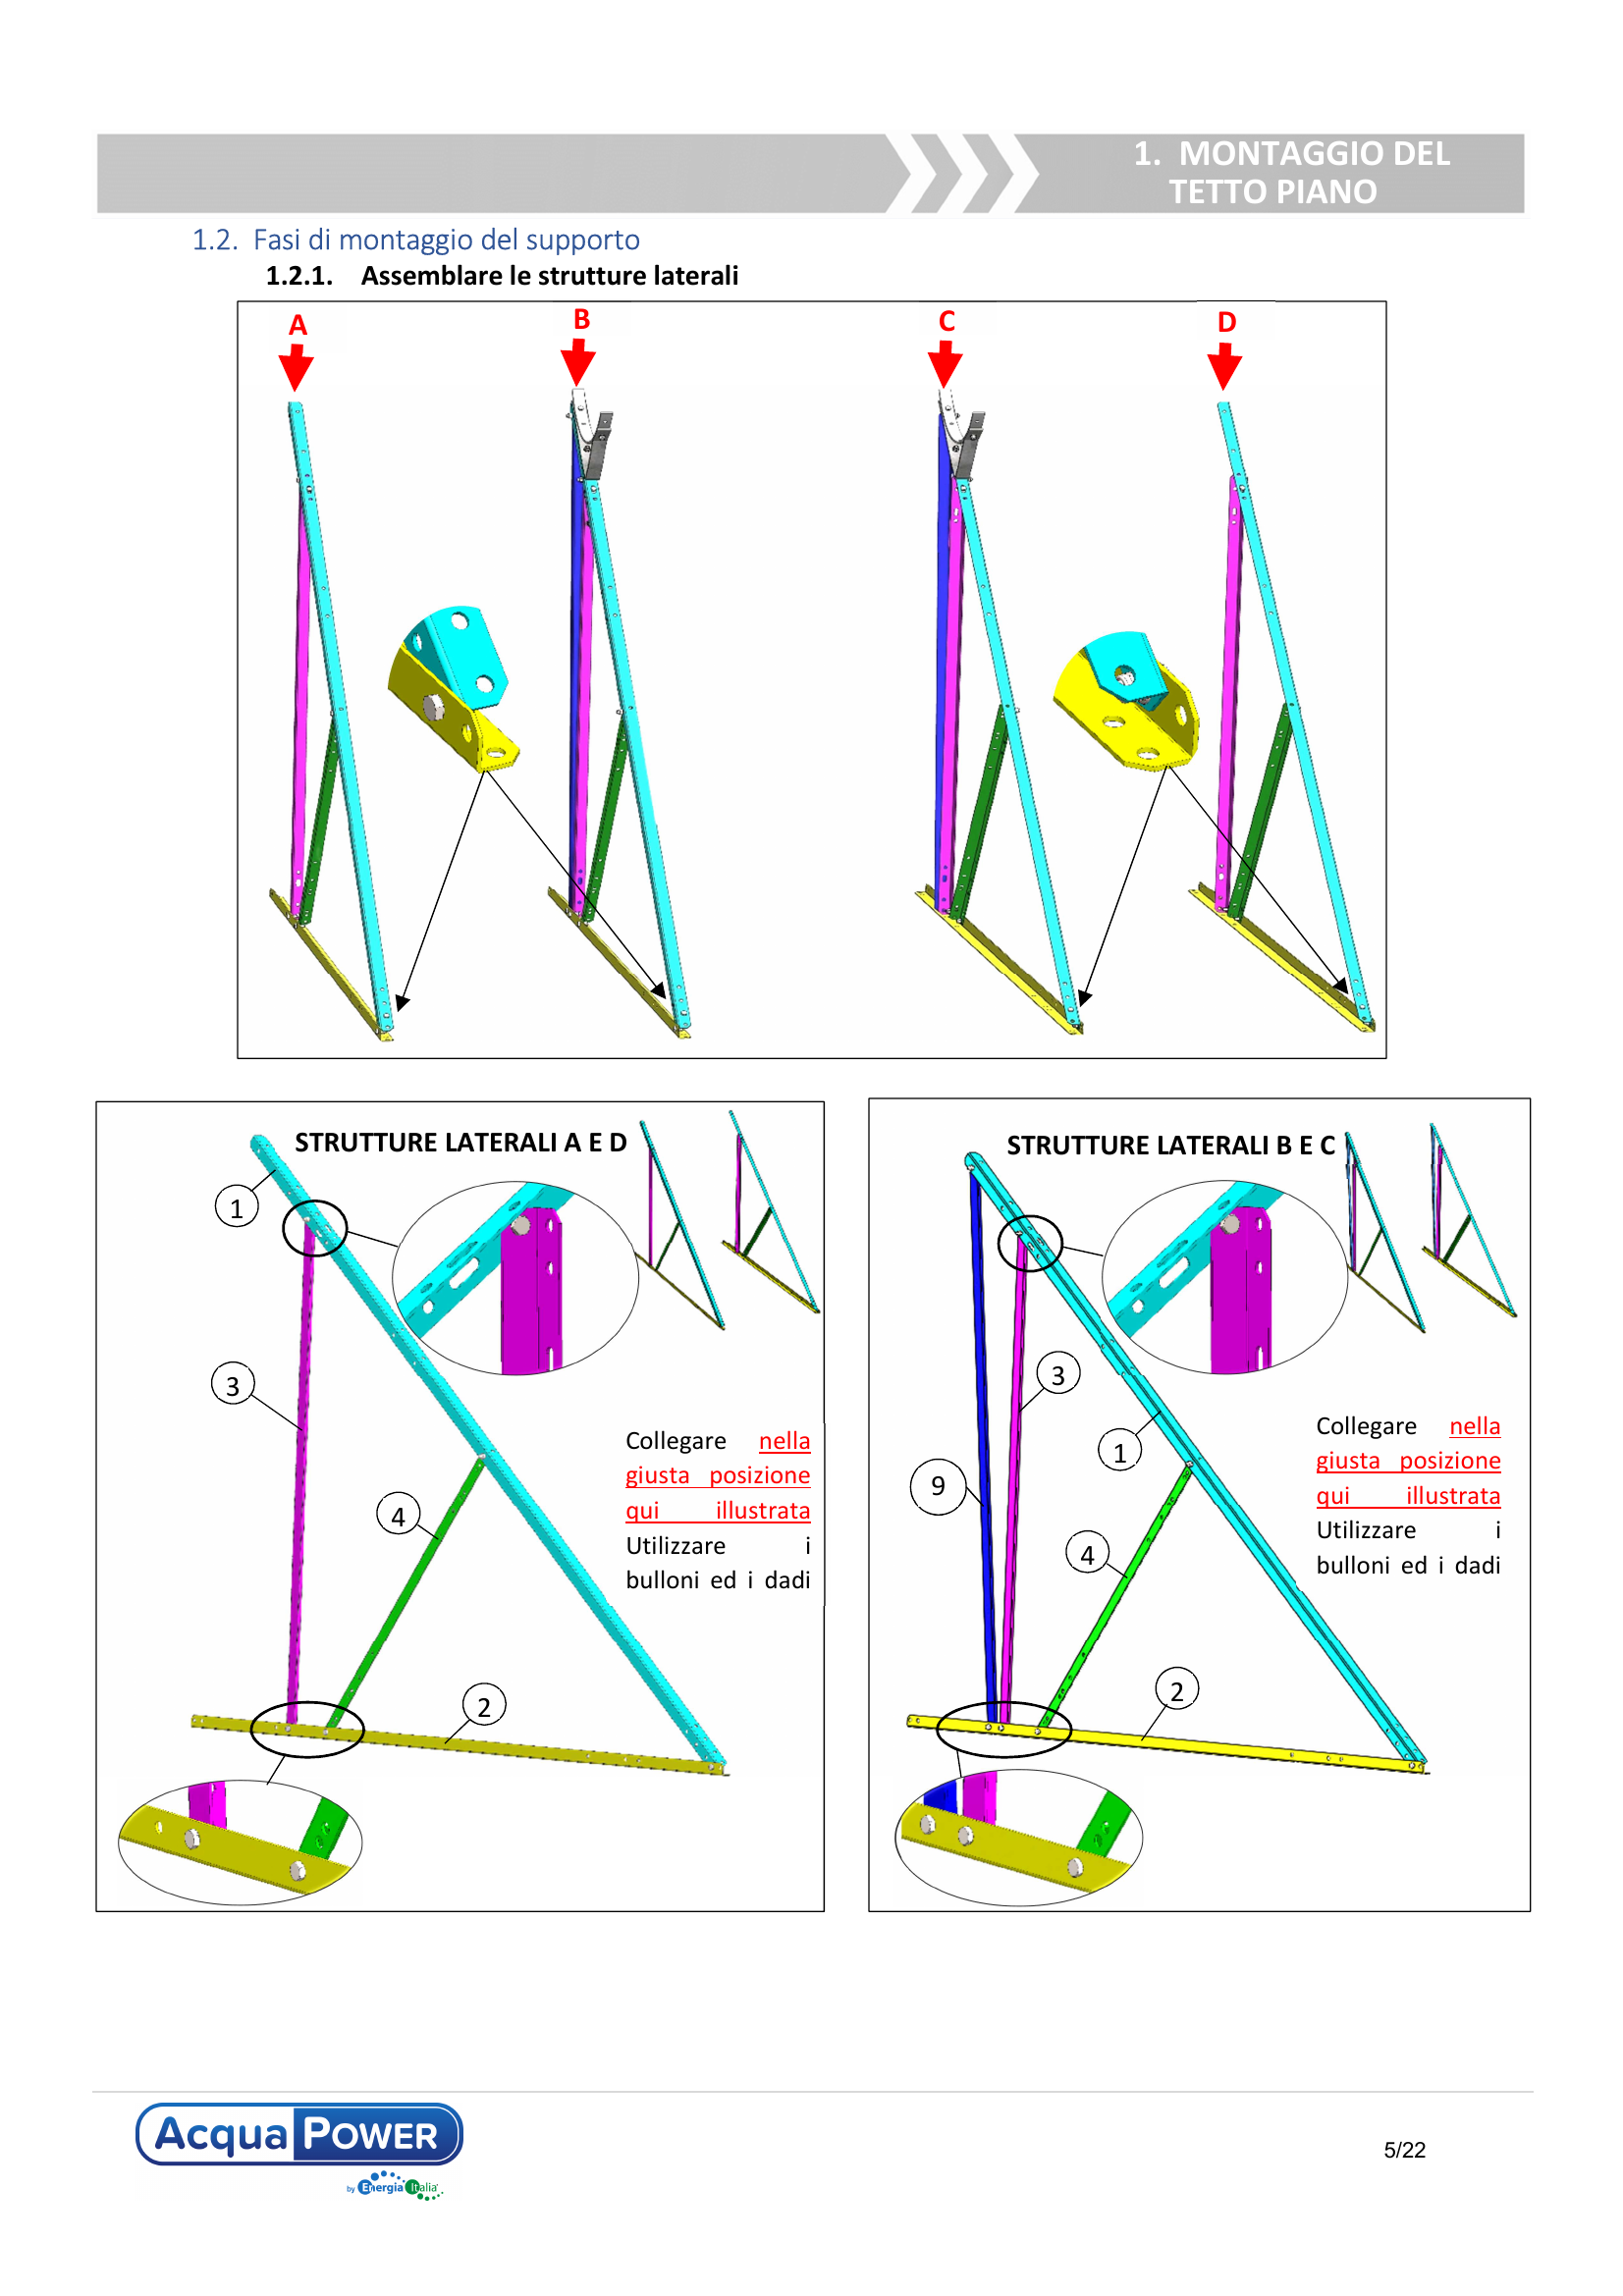 1. MONTAGGIO DEL
TETTO PIANO
1.2. Fasi di montaggio del supporto
1.2.1. Assemblare le strutture laterali
A
B
C
D
STRUTTURE LATERALI A E D
1
3
4
2
Collegare nella
giusta posizione
qui illustrata
Utilizzare i
bulloni ed i dadi
STRUTTURE LATERALI B E C
3
1
9
4
2
Collegare nella
giusta posizione
qui illustrata
Utilizzare i
bulloni ed i dadi
Acqua POWER
by Energia Italia
5/22